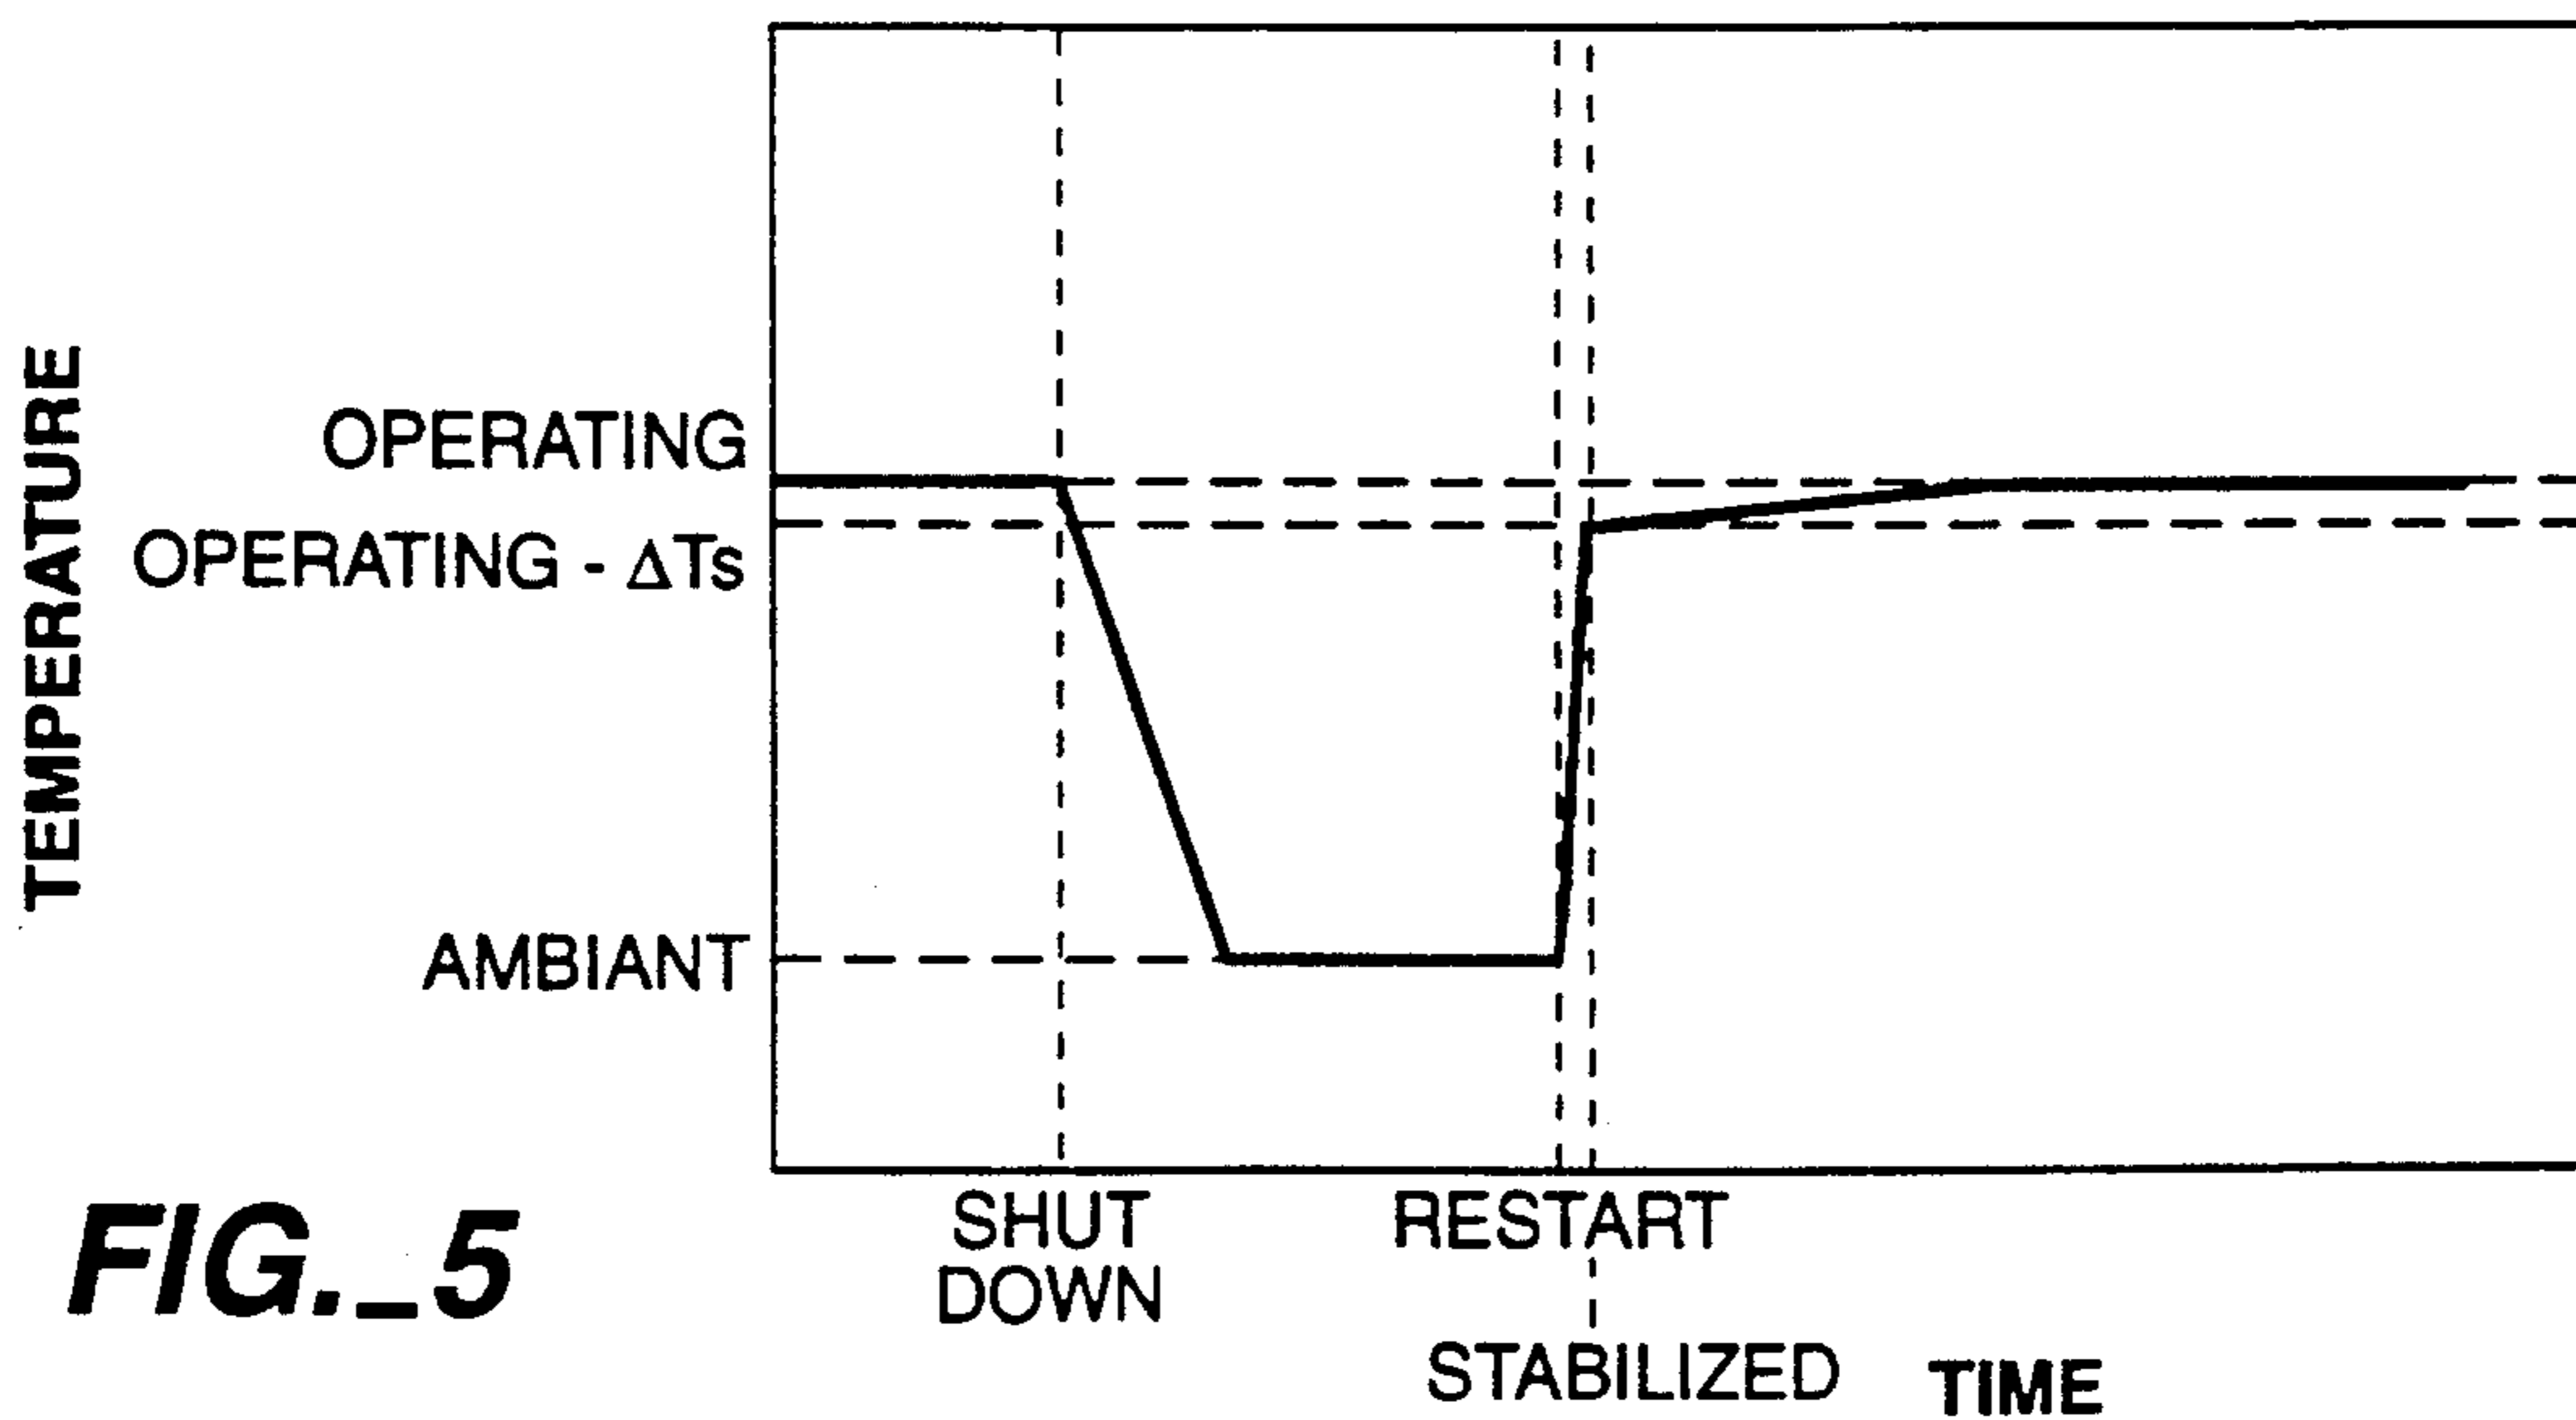 TEMPERATURE
OPERATING
OPERATING - ΔTs
AMBIANT
SHUT
DOWN
RESTART
STABILIZED
TIME
FIG._5